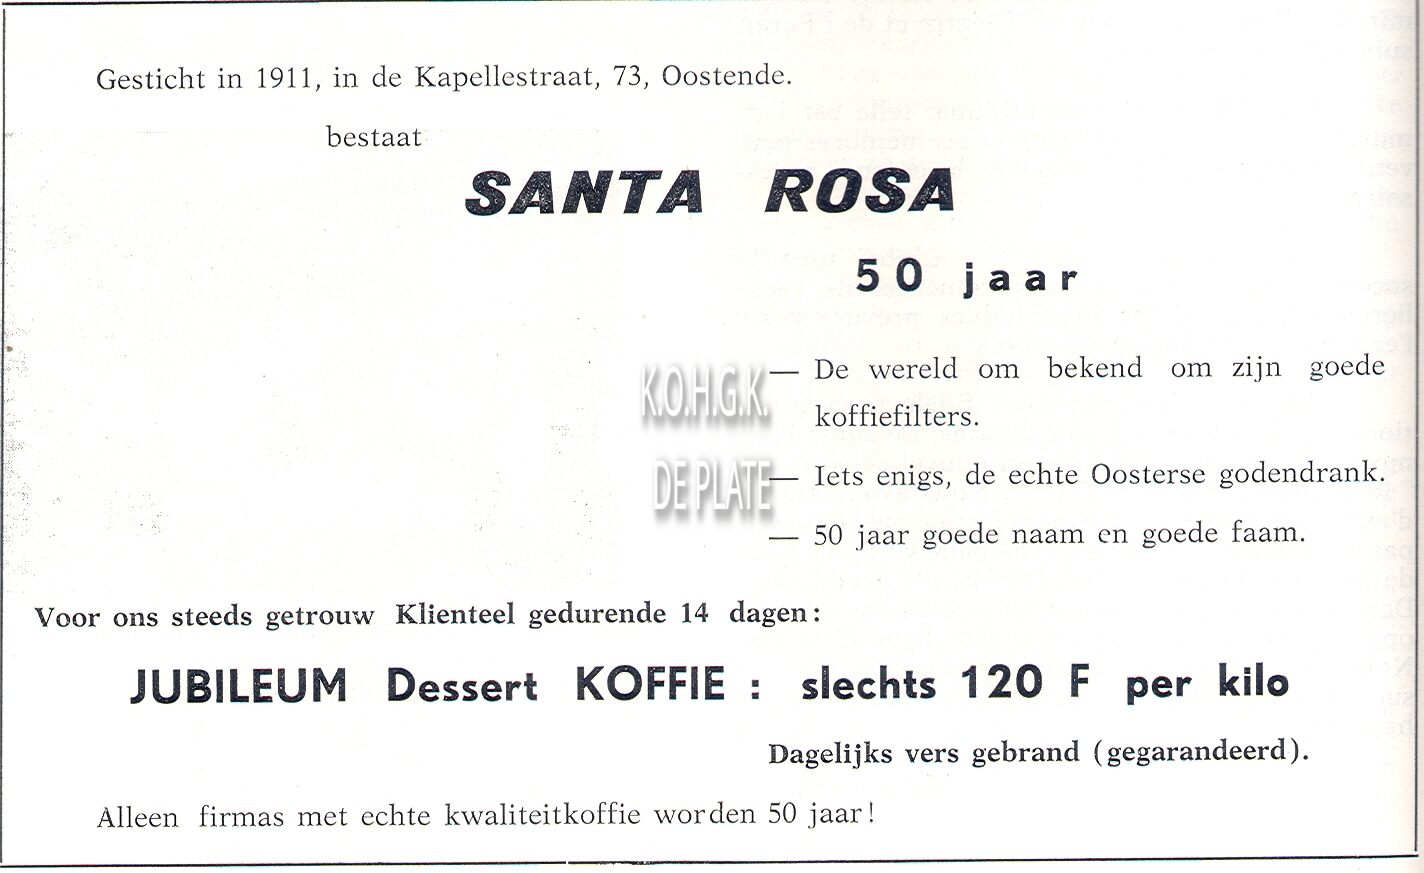 Gesticht in 1911, in de Kapellestraat, 73, Oostende.
bestaat
SANTA ROSA
50 jaar
— De wereld om bekend om zijn goede
koffiefilters.
— Iets enigs, de echte Oosterse godendrank.
— 50 jaar goede naam en goede faam.
K.O.H.G.K.
DE PLATE
Voor ons steeds getrouw Klienteel gedurende 14 dagen:
JUBILEUM Dessert KOFFIE : slechts 120 F per kilo
Dagelijks vers gebrand (gegarandeerd).
Alleen firmas met echte kwaliteitkoffie worden 50 jaar!